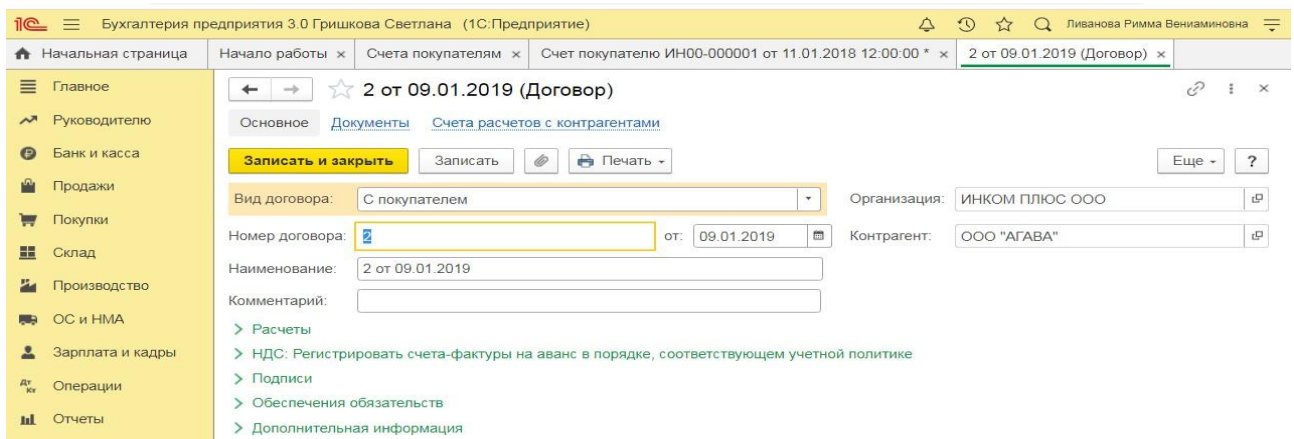 1С Бухгалтерия предприятия 3.0 Гришкова Светлана (1С:Предприятие) Ливанова Римма Вениаминовна
Начальная страница Начало работы × Счета покупателям × Счет покупателю ИН00-000001 от 11.01.2018 12:00:00 * × 2 от 09.01.2019 (Договор) ×
Главное
Руководителю
Банк и касса
Продажи
Покупки
Склад
Производство
ОС и НМА
Зарплата и кадры
Дт Кт Операции
Отчеты
2 от 09.01.2019 (Договор)
Основное Документы Счета расчетов с контрагентами
Записать и закрыть Записать Печать Еще ?
Вид договора: С покупателем Организация: ИНКОМ ПЛЮС ООО
Номер договора: 2 от: 09.01.2019 Контрагент: ООО "АГАВА"
Наименование: 2 от 09.01.2019
Комментарий:
Расчеты
НДС: Регистрировать счета-фактуры на аванс в порядке, соответствующем учетной политике
Подписи
Обеспечения обязательств
Дополнительная информация